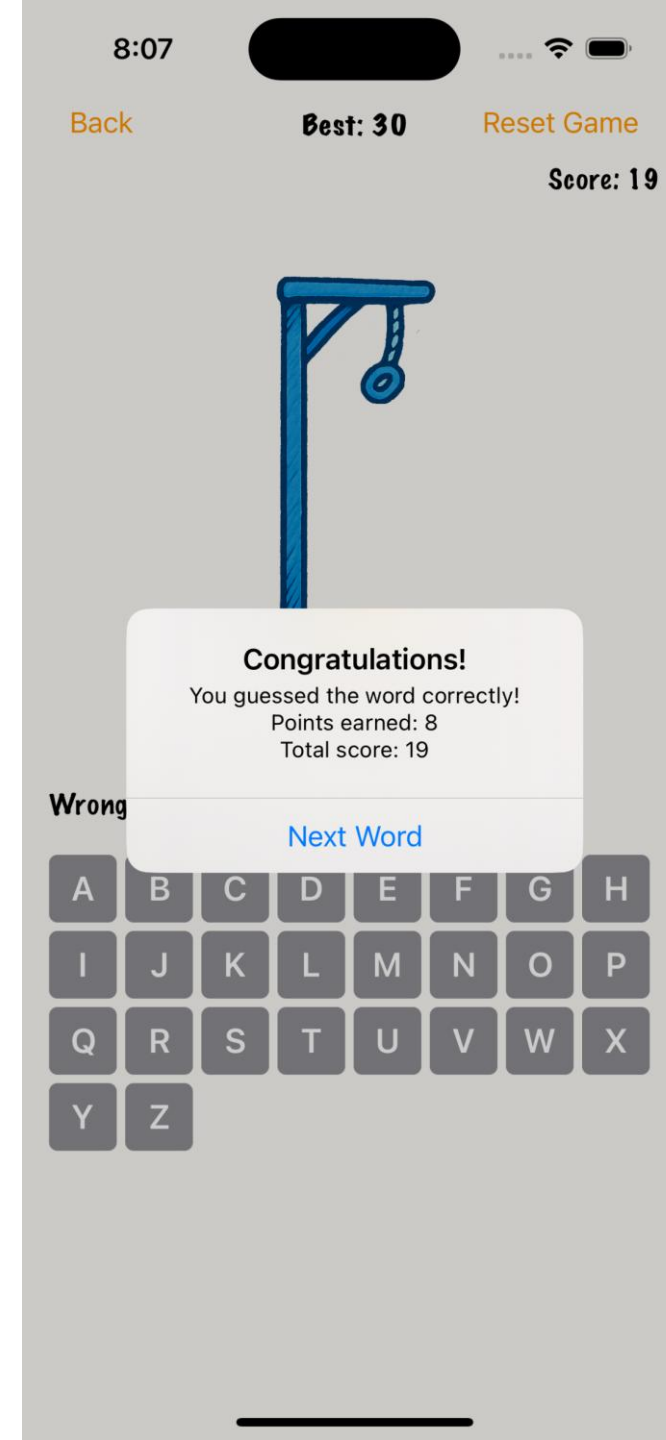 8:07
Back Best: 30 Reset Game
Score: 19
Congratulations!
You guessed the word correctly!
Points earned: 8
Total score: 19
Wrong
Next Word
A B C D E F G H
I J K L M N O P
Q R S T U V W X
Y Z